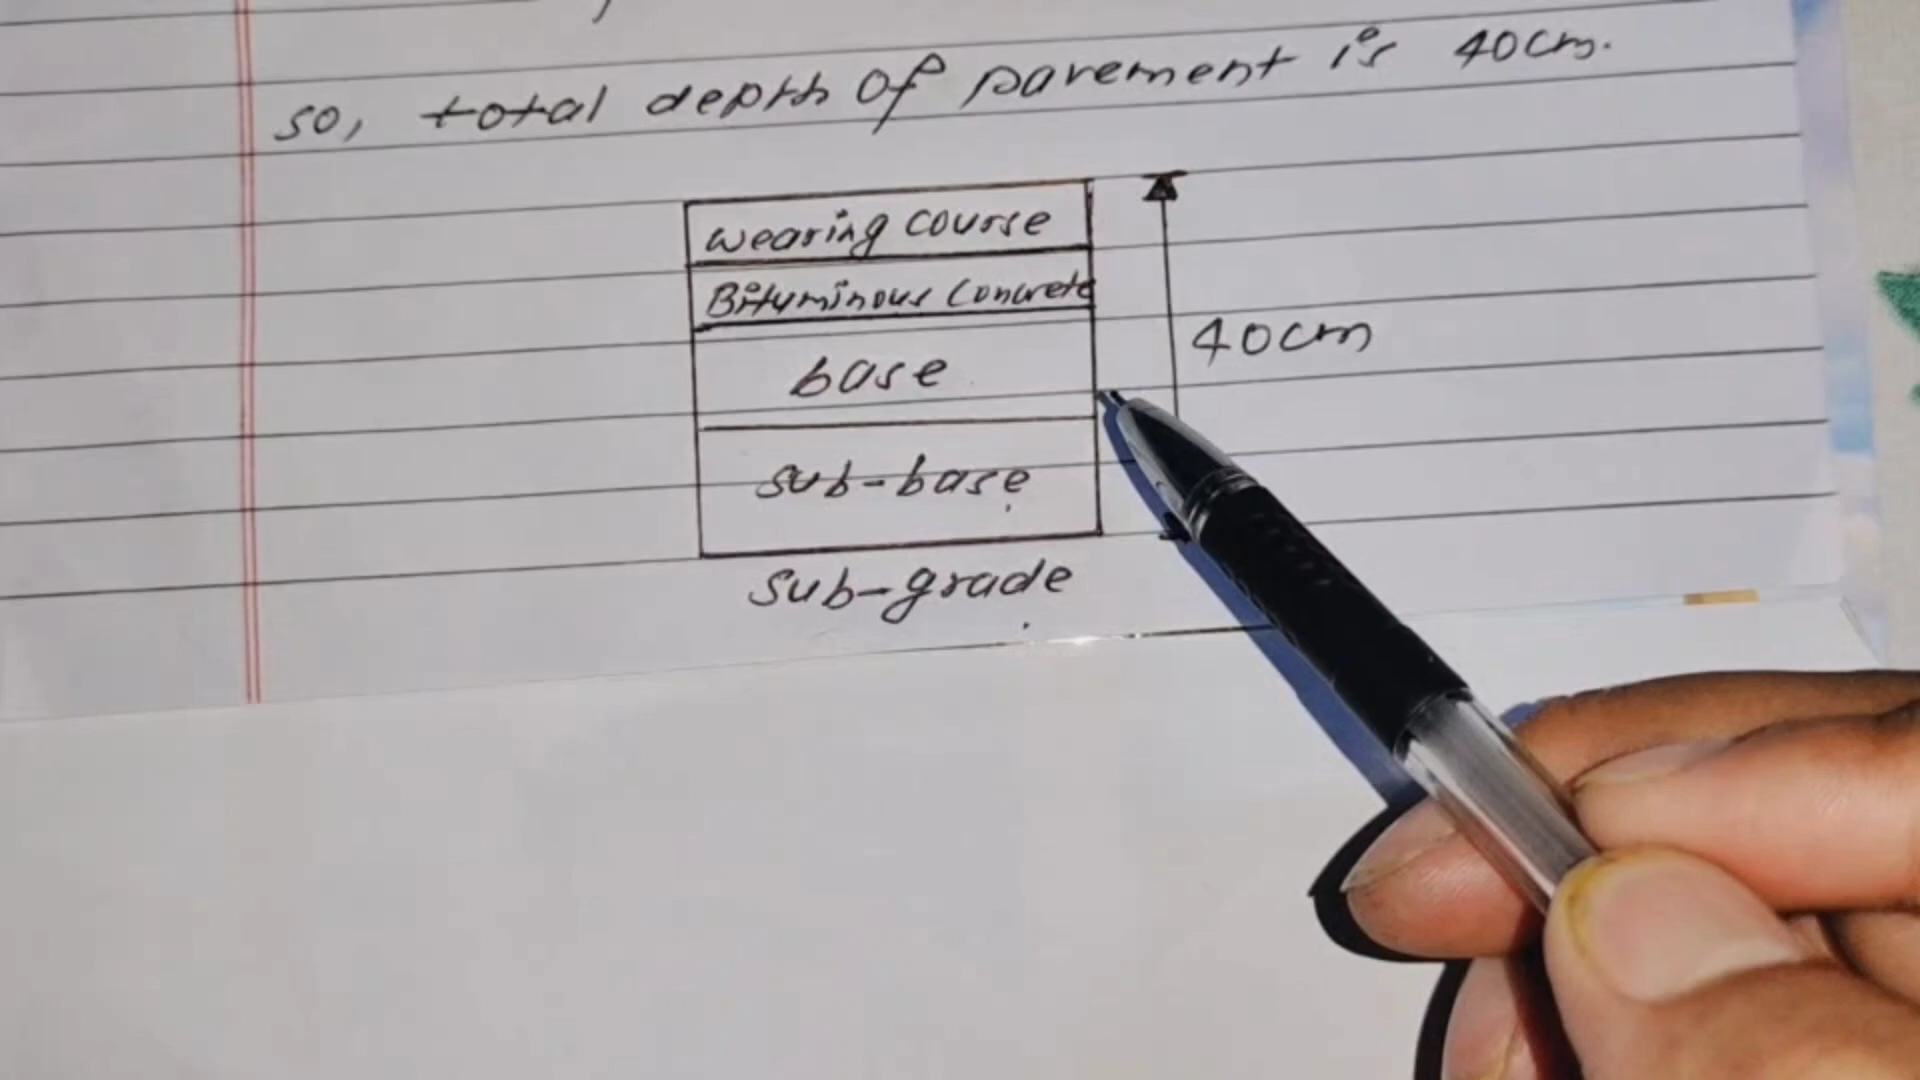 so, total depth of pavement is 40cm.
wearing course
Bituminous Concrete
base
40cm
sub-base
sub-grade